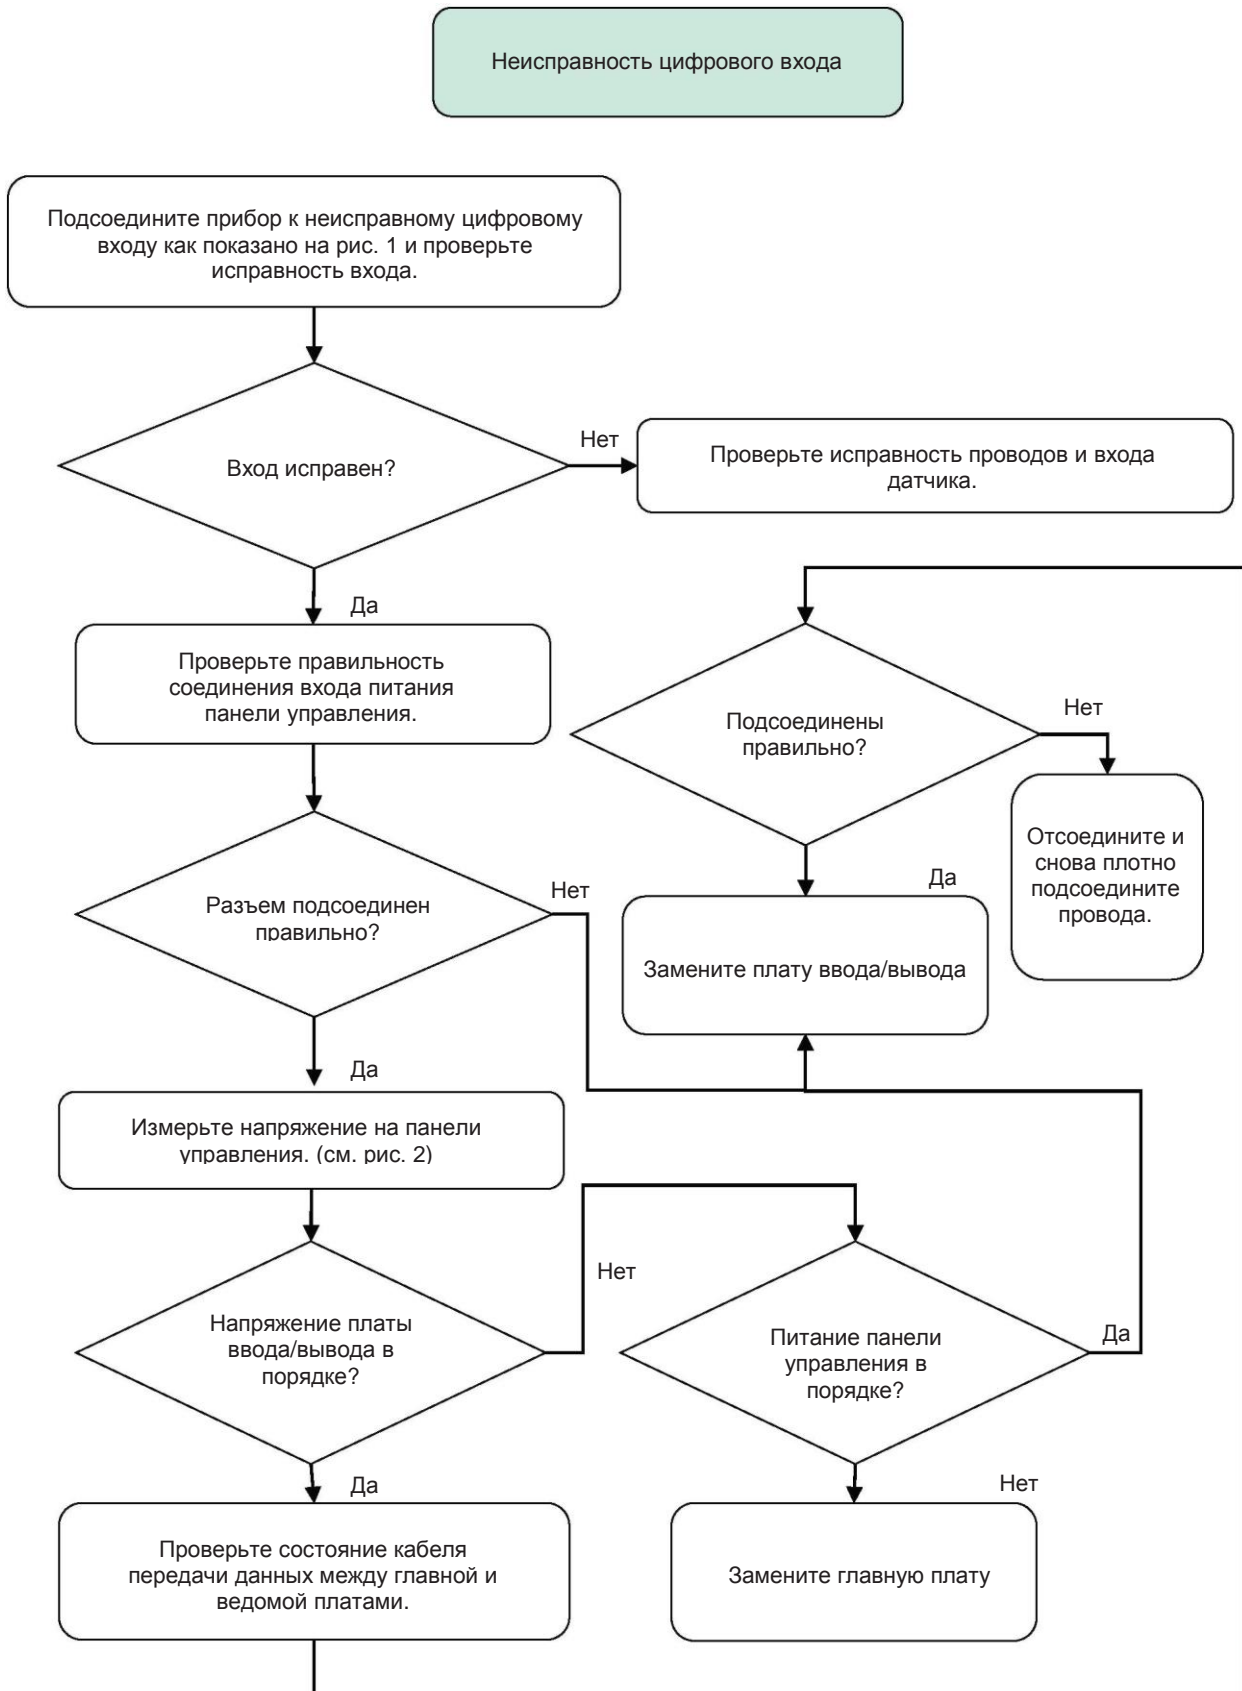 Неисправность цифрового входа
Подсоедините прибор к неисправному цифровому
входу как показано на рис. 1 и проверьте
исправность входа.
Вход исправен?
Нет
Проверьте исправность проводов и входа
датчика.
Да
Проверьте правильность
соединения входа питания
панели управления.
Подсоединены
правильно?
Нет
Отсоедините и
снова плотно
подсоедините
провода.
Да
Замените плату ввода/вывода
Разъем подсоединен
правильно?
Нет
Да
Измерьте напряжение на панели
управления. (см. рис. 2)
Напряжение платы
ввода/вывода в
порядке?
Нет
Питание панели
управления в
порядке?
Да
Да
Нет
Проверьте состояние кабеля
передачи данных между главной и
ведомой платами.
Замените главную плату